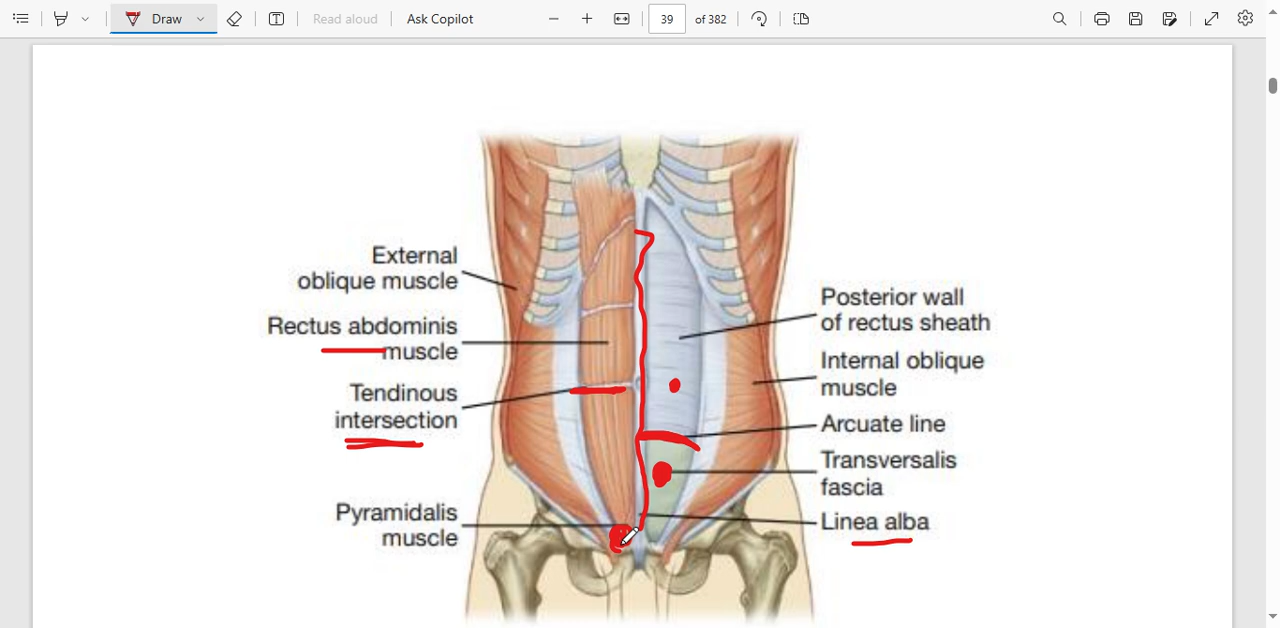 Draw
Read aloud
Ask Copilot
39
of 382
External
oblique muscle
Rectus abdominis
muscle
Tendinous
intersection
Pyramidalis
muscle
Posterior wall
of rectus sheath
Internal oblique
muscle
Arcuate line
Transversalis
fascia
Linea alba